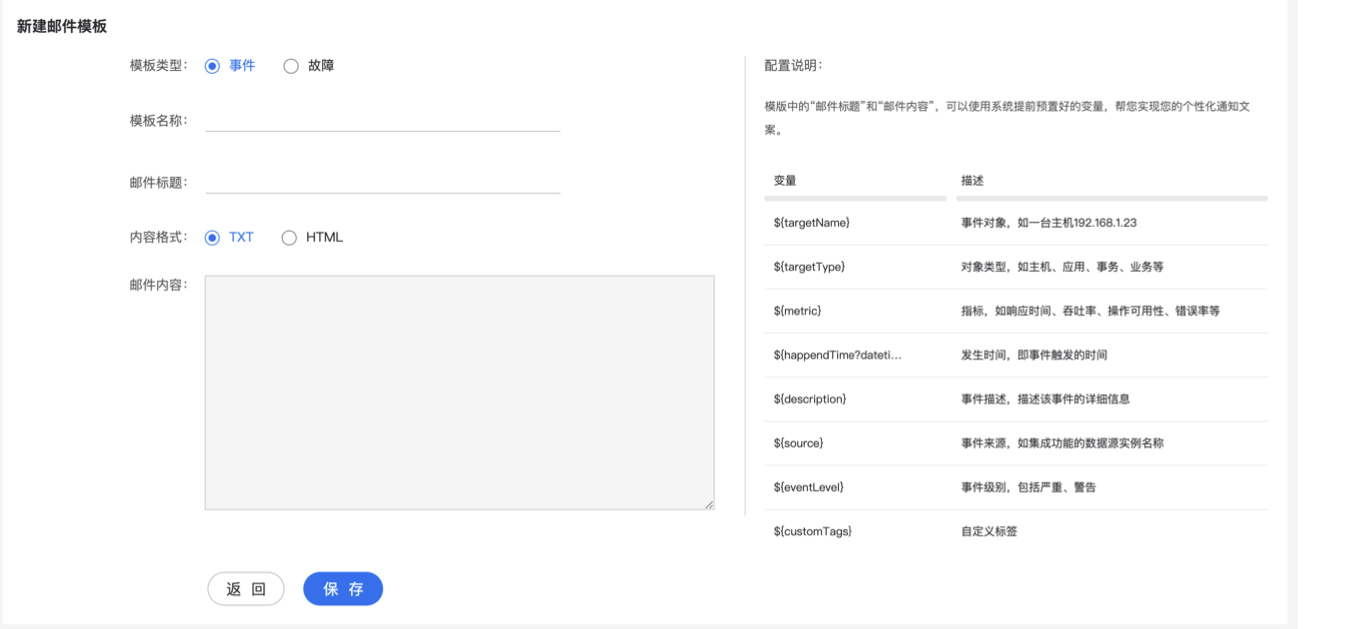 新建邮件模板
模板类型： 事件 故障
模板名称：
邮件标题：
内容格式： TXT HTML
邮件内容：
返 回 保 存
配置说明：
模版中的“邮件标题”和“邮件内容”，可以使用系统提前预置好的变量，帮您实现您的个性化通知文
案。
变量 描述
${targetName} 事件对象，如一台主机192.168.1.23
${targetType} 对象类型，如主机、应用、事务、业务等
${metric} 指标，如响应时间、吞吐率、操作可用性、错误率等
${happendTime?dateti... 发生时间，即事件触发的时间
${description} 事件描述，描述该事件的详细信息
${source} 事件来源，如集成功能的数据源实例名称
${eventLevel} 事件级别，包括严重、警告
${customTags} 自定义标签